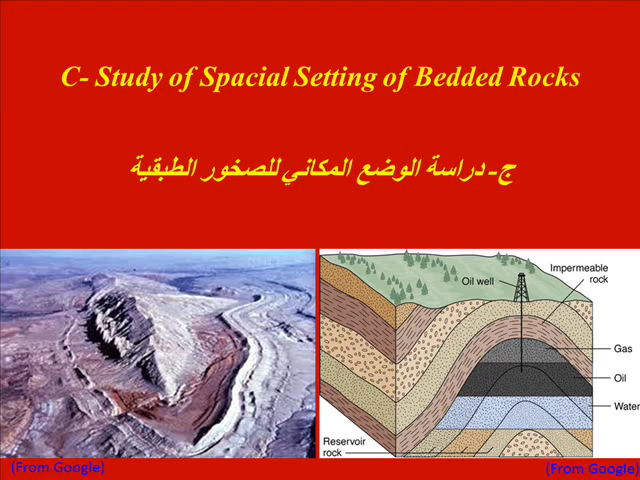 C- Study of Spacial Setting of Bedded Rocks
ج- دراسة الوضع المكاني للصخور الطبقية
Impermeable
rock
Oil well
Gas
Oil
Water
Reservoir
rock
(From Google)
(From Google)